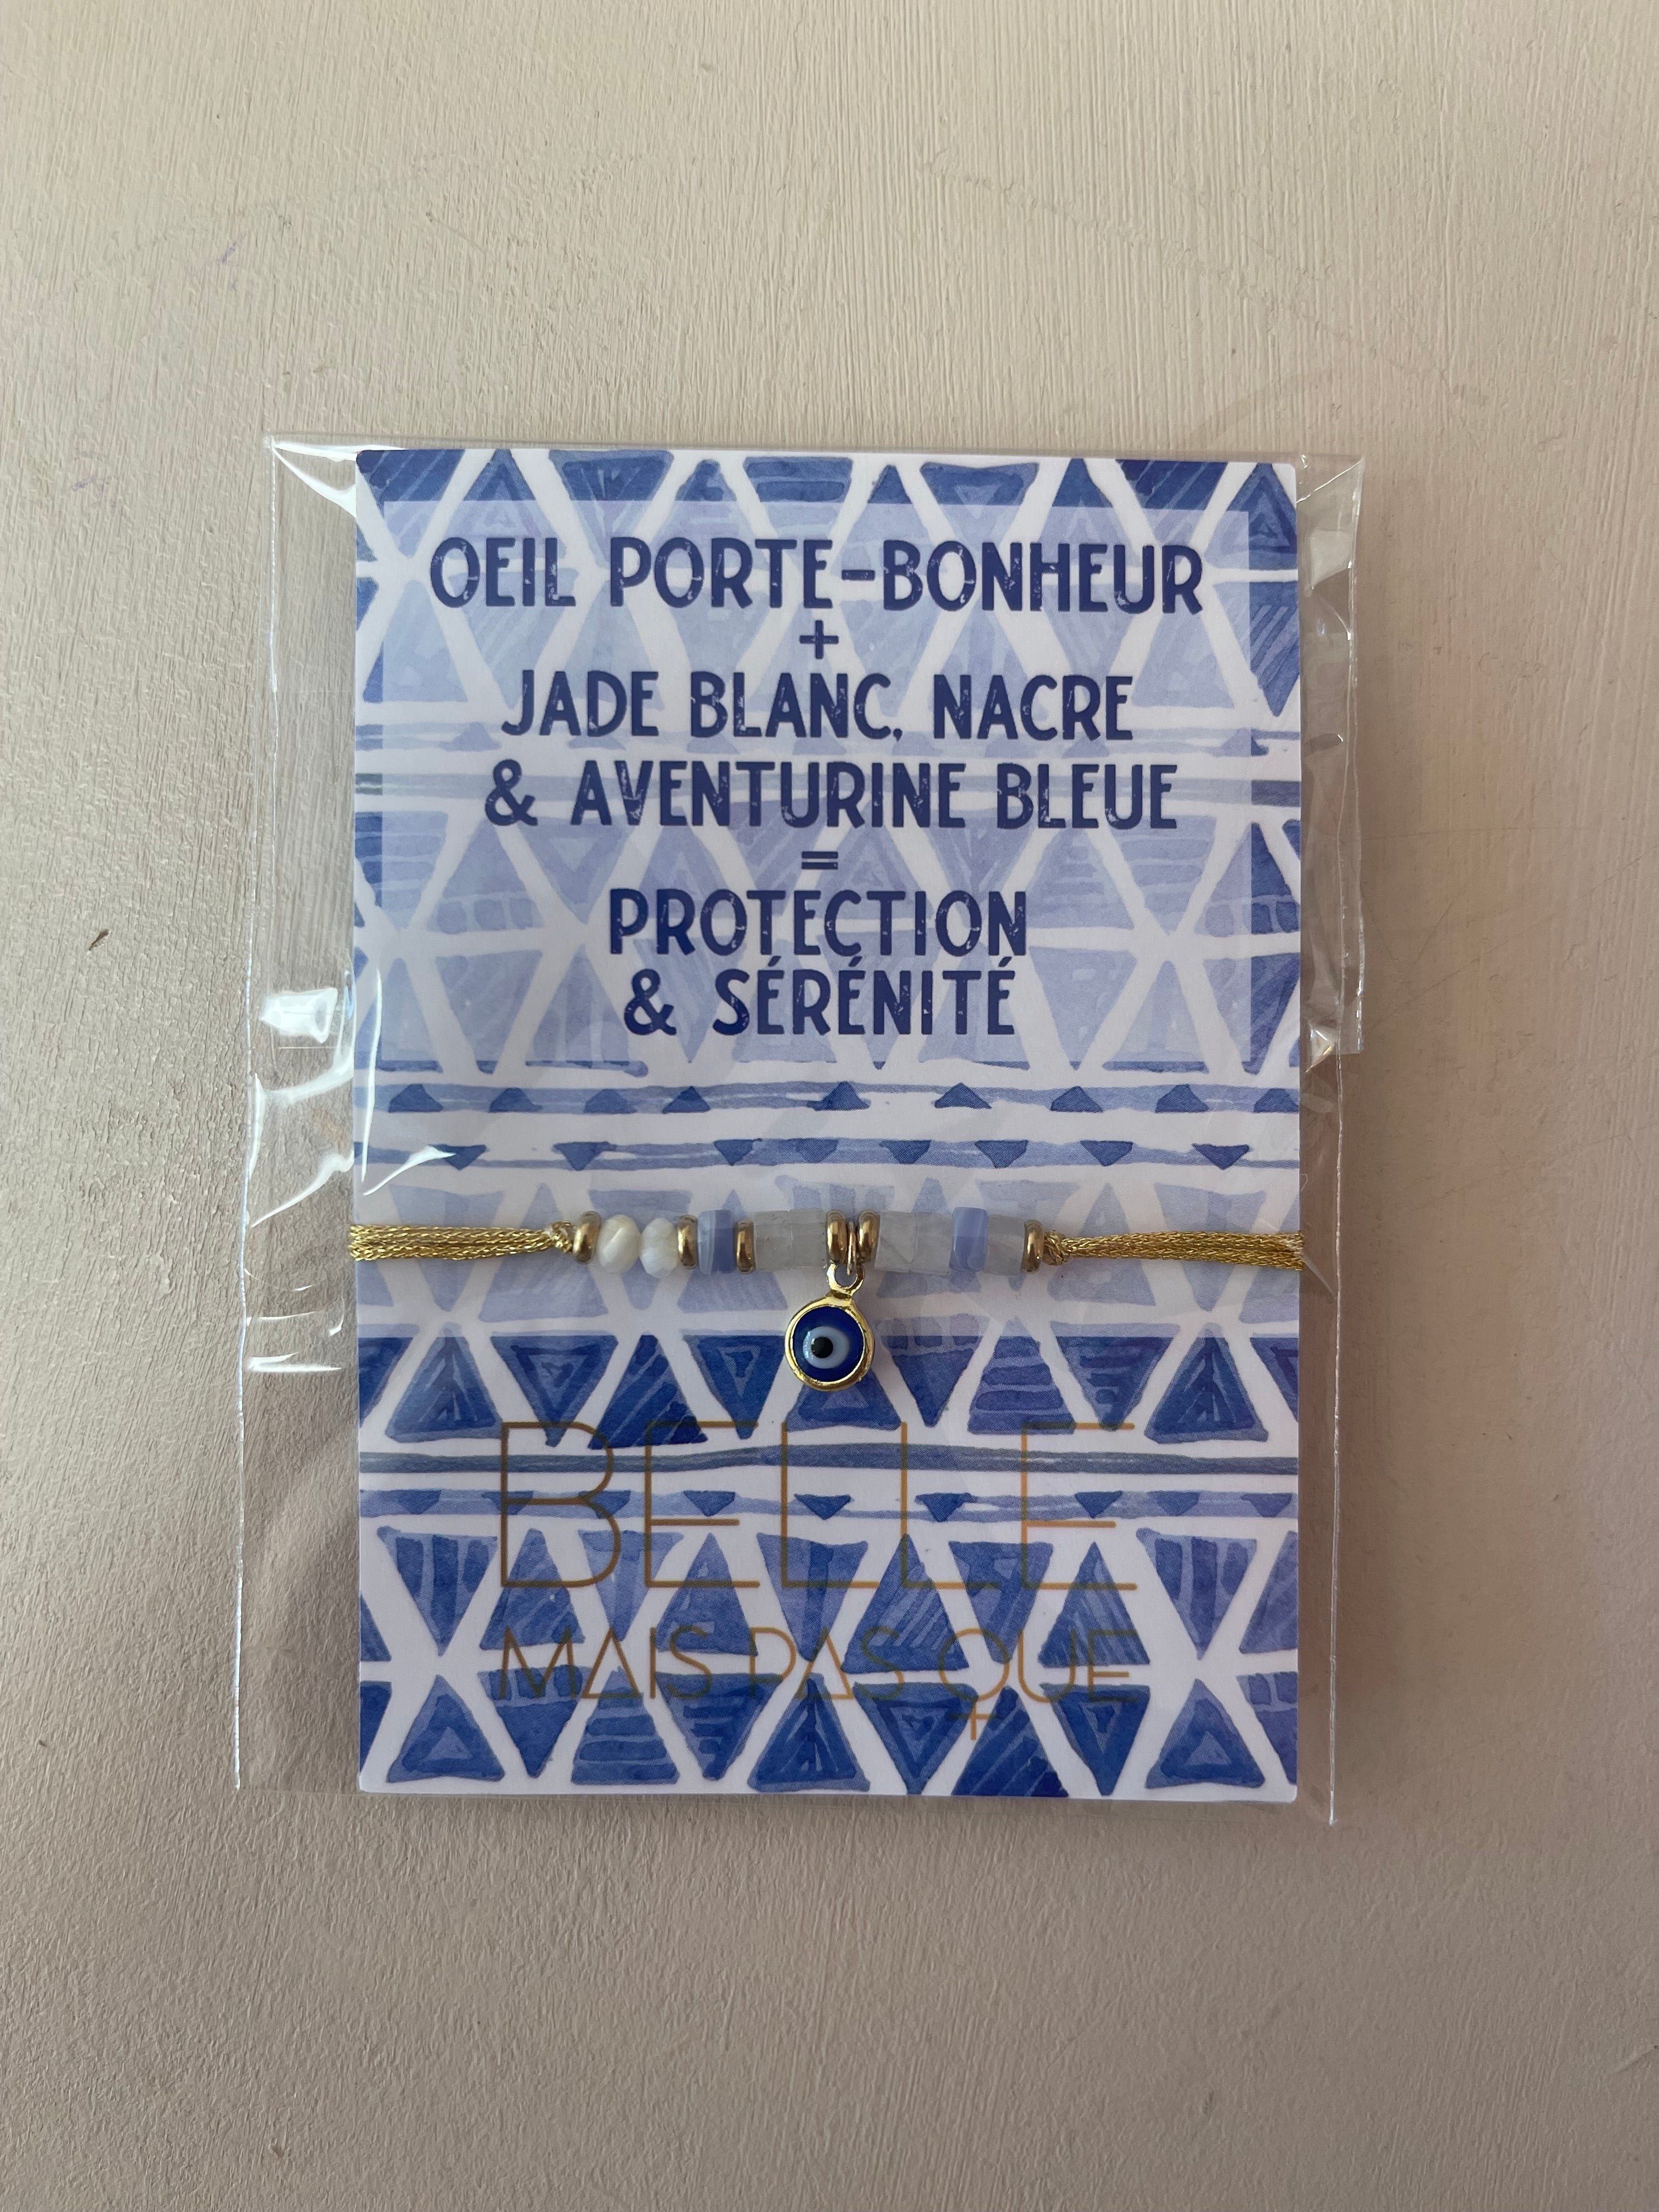 OEIL PORTE-BONHEUR
+
JADE BLANC, NACRE
& AVENTURINE BLEUE
=
PROTECTION
& SÉRÉNITÉ
BELLE
MAIS PAS QUE